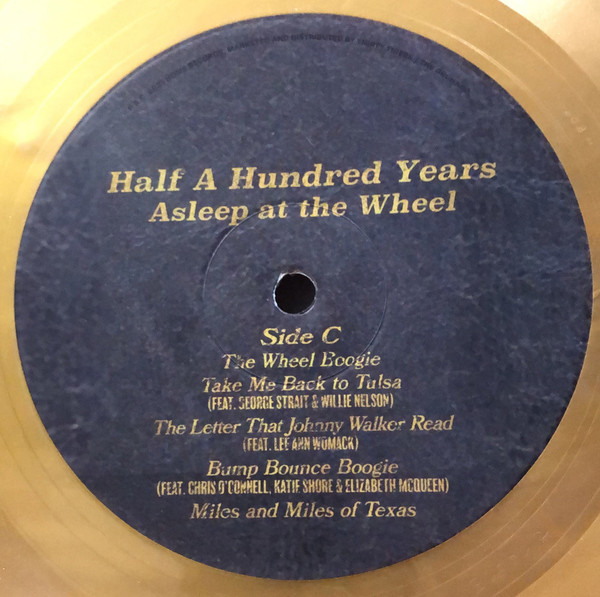 Half A Hundred Years
Asleep at the Wheel
Side C
The Wheel Boogie
Take Me Back to Tulsa
(FEAT. GEORGE STRAIT & WILLIE NELSON)
The Letter That Johnny Walker Read
(FEAT. LEE ANN WOMACK)
Bump Bounce Boogie
(FEAT. CHRIS O'CONNELL, KATIE SHORE & ELIZABETH MCQUEEN)
Miles and Miles of Texas